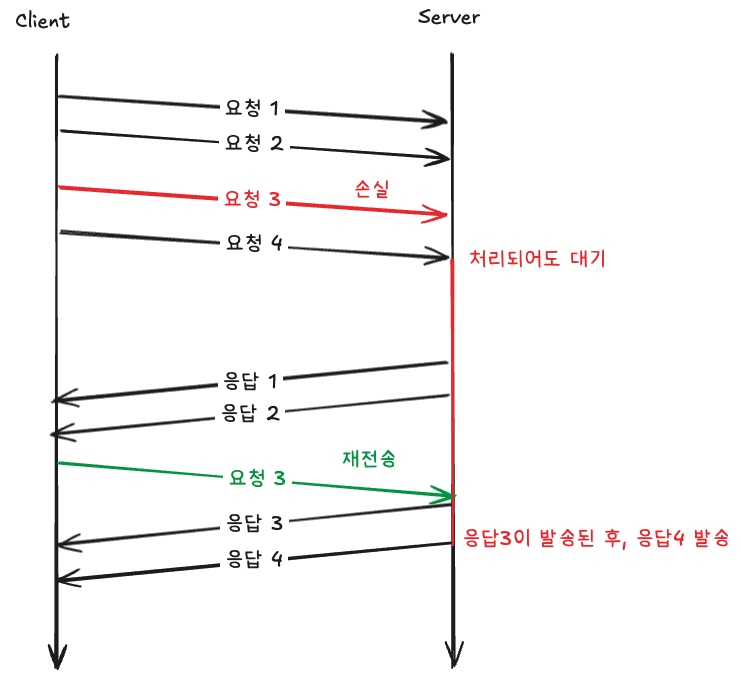 Client
Server
요청 1
요청 2
손실
요청 3
요청 4
처리되어도 대기
응답 1
응답 2
재전송
요청 3
응답 3
응답3이 발송된 후, 응답4 발송
응답 4